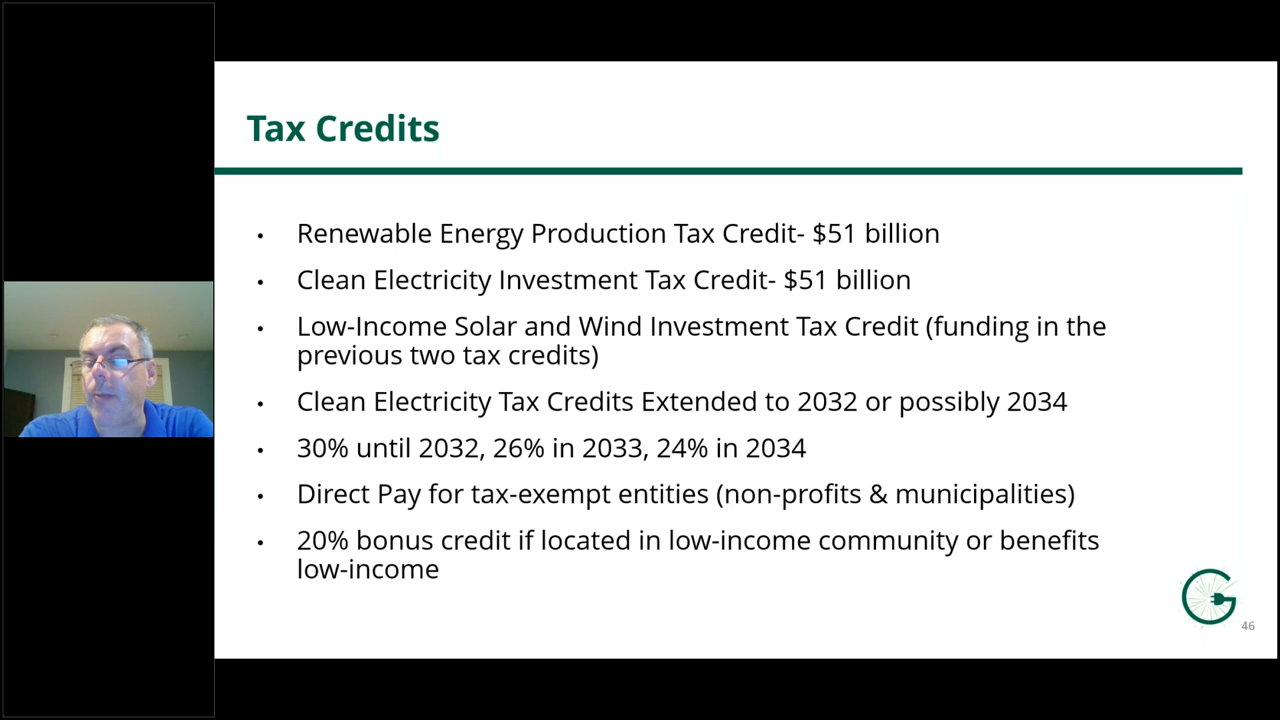 Tax Credits
• Renewable Energy Production Tax Credit- $51 billion
• Clean Electricity Investment Tax Credit- $51 billion
• Low-Income Solar and Wind Investment Tax Credit (funding in the
previous two tax credits)
• Clean Electricity Tax Credits Extended to 2032 or possibly 2034
• 30% until 2032, 26% in 2033, 24% in 2034
• Direct Pay for tax-exempt entities (non-profits & municipalities)
• 20% bonus credit if located in low-income community or benefits
low-income
G
46